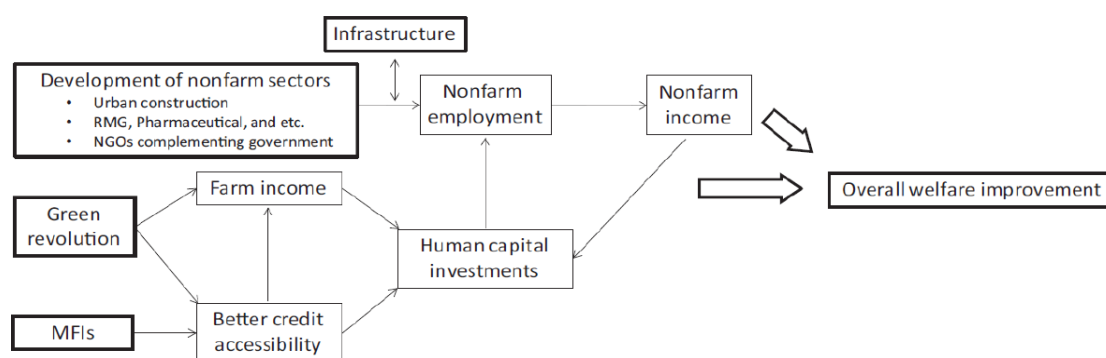 Infrastructure
Development of nonfarm sectors
• Urban construction
• RMG, Pharmaceutical, and etc.
• NGOs complementing government
Nonfarm
employment
Nonfarm
income
Farm income
Overall welfare improvement
Green
revolution
Human capital
investments
MFIs
Better credit
accessibility